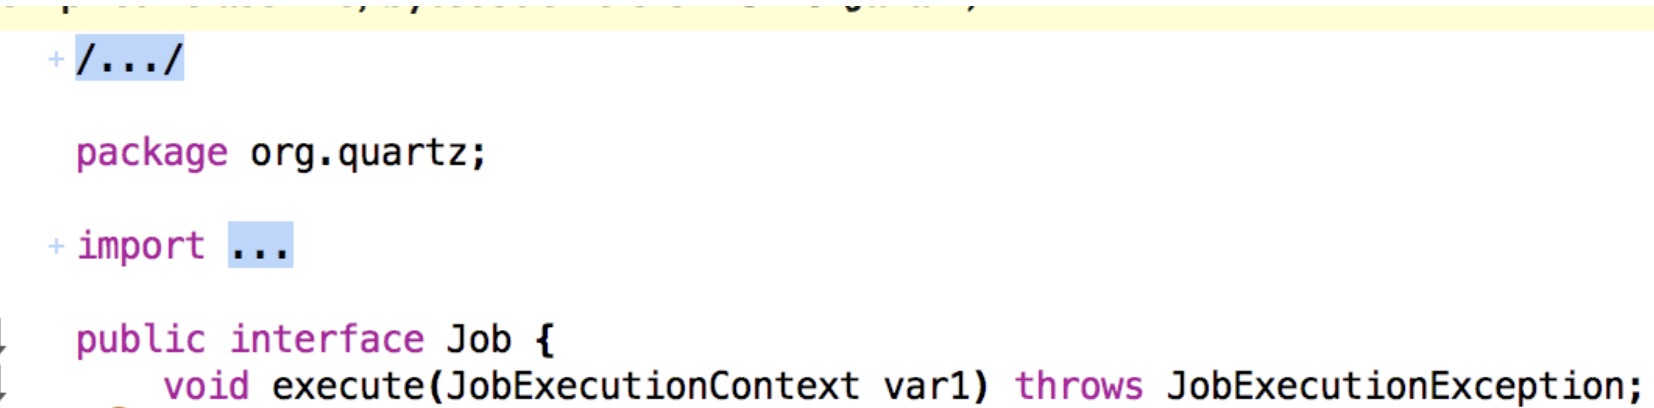 /.../
package org.quartz;
import ...
public interface Job {
void execute(JobExecutionContext var1) throws JobExecutionException;